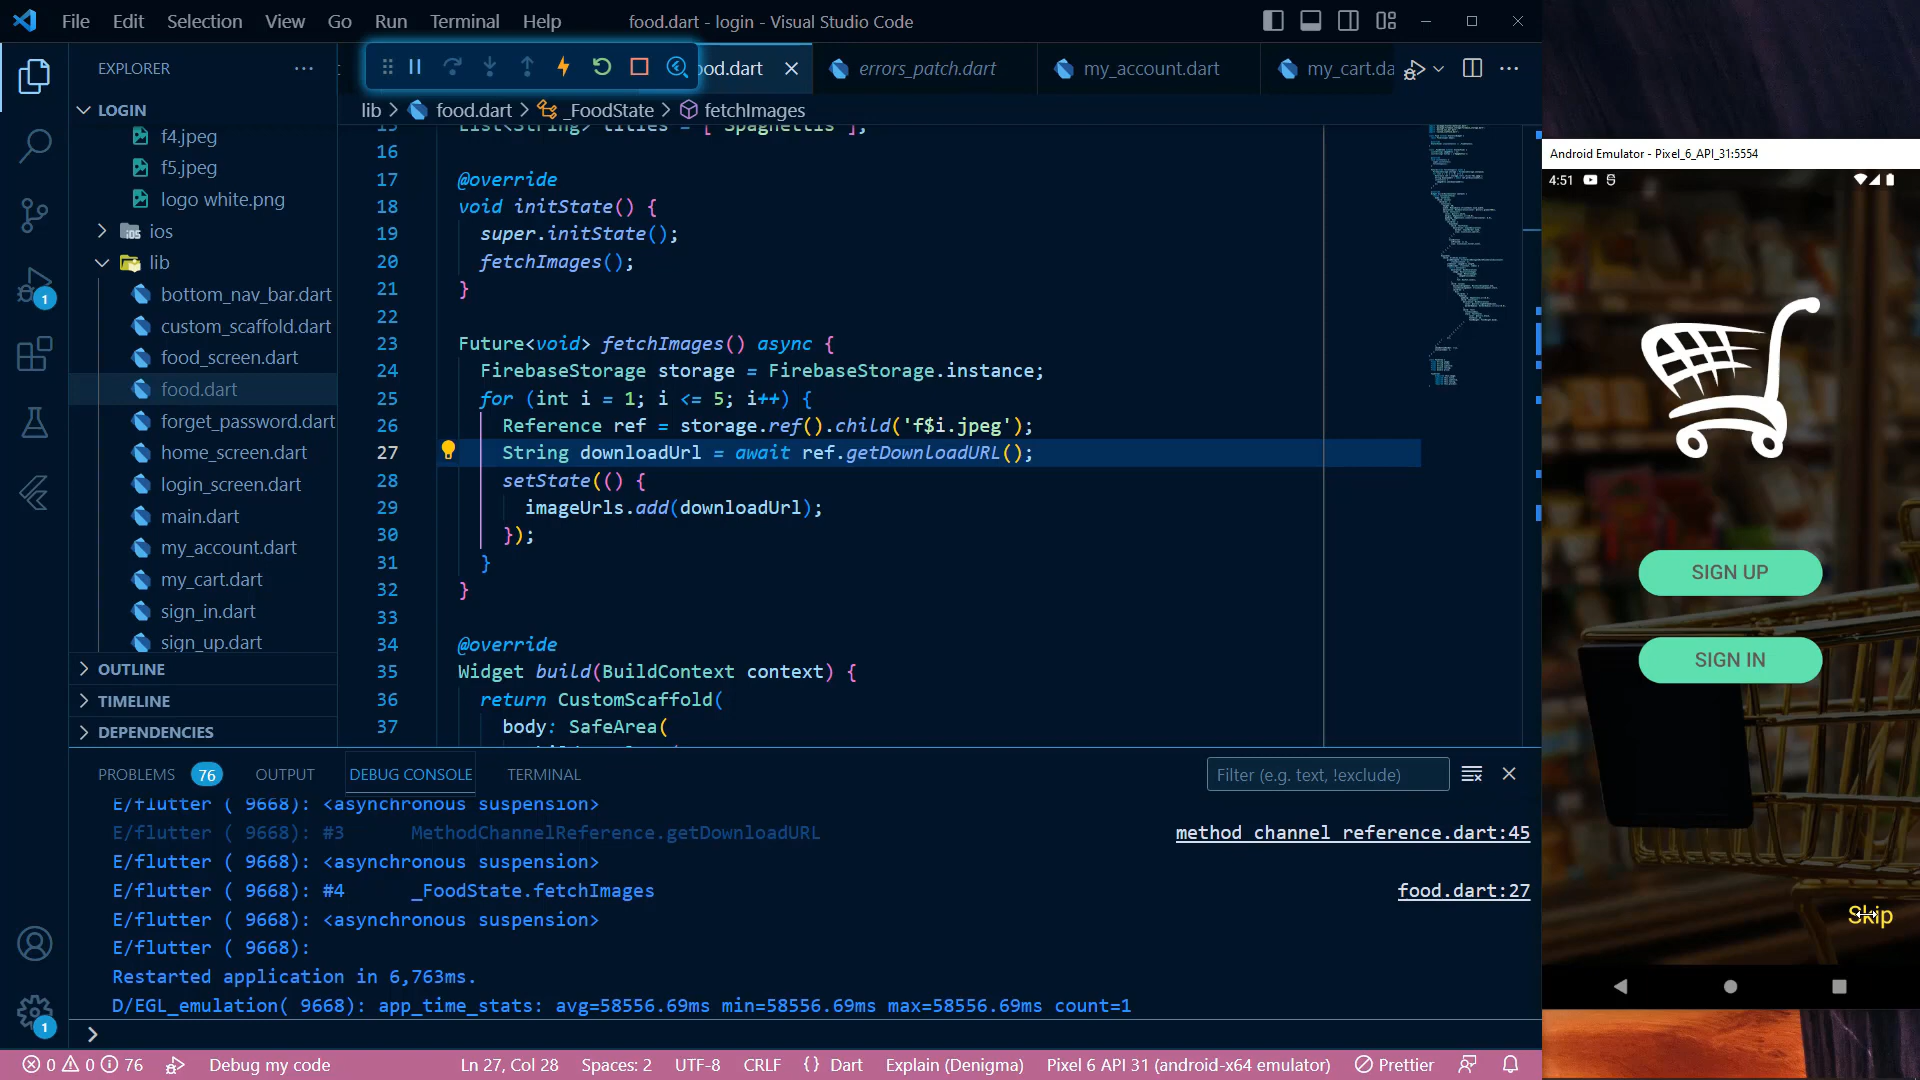 File Edit Selection View Go Run Terminal Help
food.dart - login - Visual Studio Code
EXPLORER
ood.dart
errors_patch.dart
my_account.dart
my_cart.da
LOGIN
lib > food.dart > _FoodState > fetchImages
f4.jpeg
f5.jpeg
logo white.png
ios
lib
bottom_nav_bar.dart
custom_scaffold.dart
food_screen.dart
food.dart
forget_password.dart
home_screen.dart
login_screen.dart
main.dart
my_account.dart
my_cart.dart
sign_in.dart
sign_up.dart
OUTLINE
TIMELINE
DEPENDENCIES
15 List<String> titles = ["Spaghettis"];
16
17 @override
18 void initState() {
19 super.initState();
20 fetchImages();
21 }
22
23 Future<void> fetchImages() async {
24 FirebaseStorage storage = FirebaseStorage.instance;
25 for (int i = 1; i <= 5; i++) {
26 Reference ref = storage.ref().child('f$i.jpeg');
27 String downloadUrl = await ref.getDownloadURL();
28 setState(() {
29 imageUrls.add(downloadUrl);
30 });
31 }
32 }
33
34 @override
35 Widget build(BuildContext context) {
36 return CustomScaffold(
37 body: SafeArea(
PROBLEMS 76 OUTPUT DEBUG CONSOLE TERMINAL
Filter (e.g. text, !exclude)
E/flutter ( 9668): <asynchronous suspension>
E/flutter ( 9668): #3 MethodChannelReference.getDownloadURL method_channel_reference.dart:45
E/flutter ( 9668): <asynchronous suspension>
E/flutter ( 9668): #4 _FoodState.fetchImages food.dart:27
E/flutter ( 9668): <asynchronous suspension>
E/flutter ( 9668):
Restarted application in 6,763ms.
D/EGL_emulation( 9668): app_time_stats: avg=58556.69ms min=58556.69ms max=58556.69ms count=1
>
1
1
0 0 76 Debug my code Ln 27, Col 28 Spaces: 2 UTF-8 CRLF {} Dart Explain (Denigma) Pixel 6 API 31 (android-x64 emulator) Prettier
Android Emulator - Pixel_6_API_31:5554
4:51
SIGN UP
SIGN IN
Skip